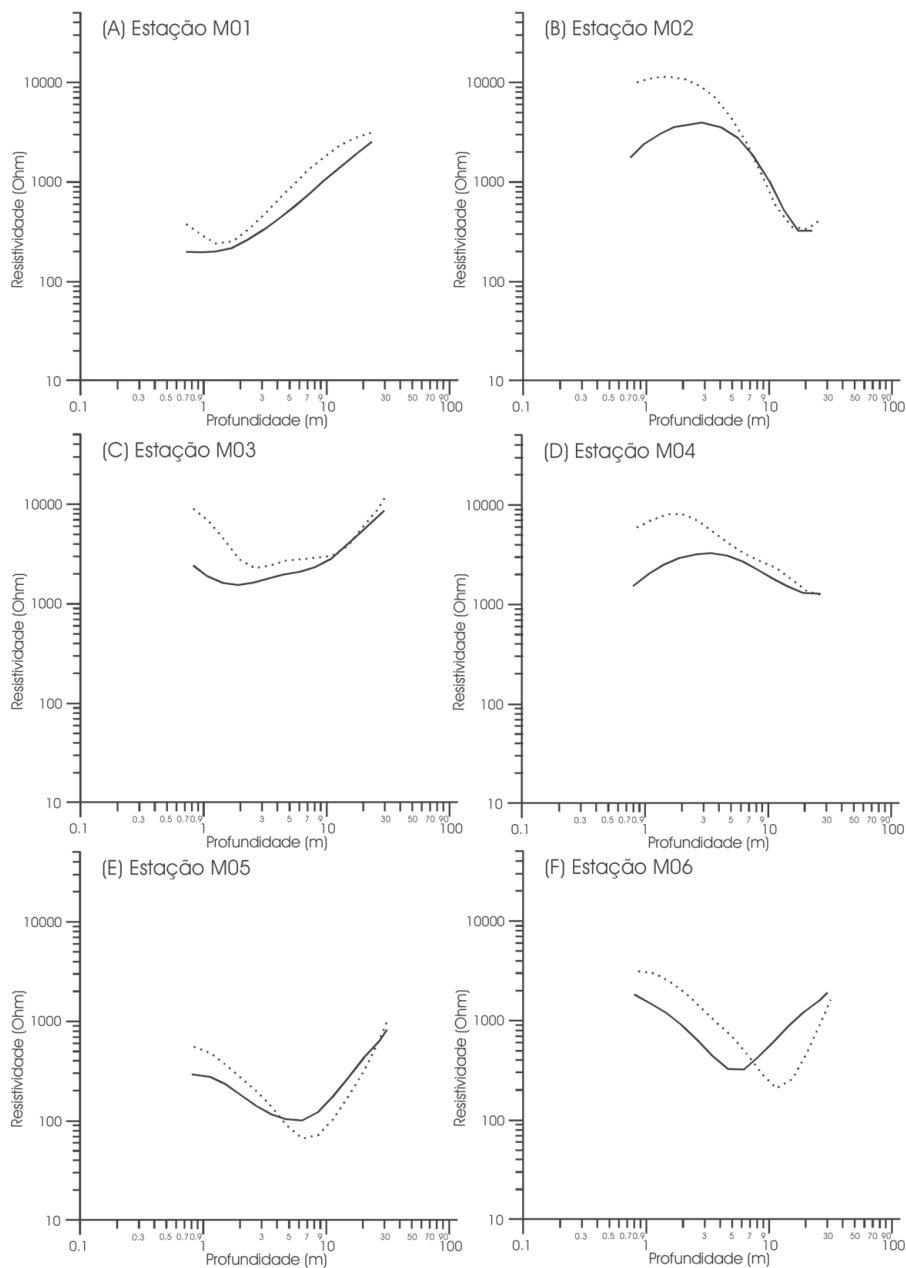 (A) Estação M01
10000
1000
100
10
Resistividade (Ohm)
0.1 0.3 0.5 0.7 0.9 1 3 5 7 9 10 30 50 70 90 100
Profundidade (m)
(B) Estação M02
10000
1000
100
10
Resistividade (Ohm)
0.1 0.3 0.5 0.7 0.9 1 3 5 7 9 10 30 50 70 90 100
Profundidade (m)
(C) Estação M03
10000
1000
100
10
Resistividade (Ohm)
0.1 0.3 0.5 0.7 0.9 1 3 5 7 9 10 30 50 70 90 100
Profundidade (m)
(D) Estação M04
10000
1000
100
10
Resistividade (Ohm)
0.1 0.3 0.5 0.7 0.9 1 3 5 7 9 10 30 50 70 90 100
Profundidade (m)
(E) Estação M05
10000
1000
100
10
Resistividade (Ohm)
0.1 0.3 0.5 0.7 0.9 1 3 5 7 9 10 30 50 70 90 100
Profundidade (m)
(F) Estação M06
10000
1000
100
10
Resistividade (Ohm)
0.1 0.3 0.5 0.7 0.9 1 3 5 7 9 10 30 50 70 90 100
Profundidade (m)